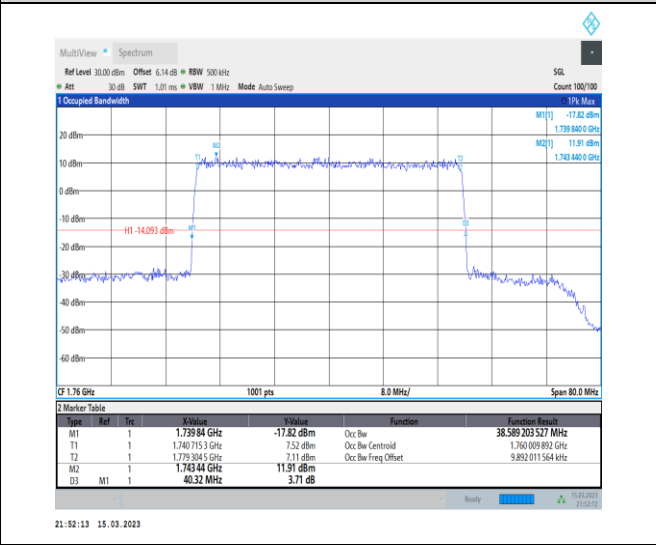 MultiView Spectrum
Ref Level 30.00 dBm Offset 6.14 dB RBW 500 kHz SGL
Att 30 dB SWT 1.01 ms VBW 1 MHz Mode Auto Sweep Count 100/100
1 Occupied Bandwidth 1Pk Max
M1[1] -17.82 dBm
1.739 840 0 GHz
M2[1] 11.91 dBm
1.743 440 0 GHz
20 dBm
M2
T1 T2
10 dBm
0 dBm
-10 dBm
H1 -14.093 dBm M1 D3
-20 dBm
-30 dBm
-40 dBm
-50 dBm
-60 dBm
CF 1.76 GHz 1001 pts 8.0 MHz/ Span 80.0 MHz
2 Marker Table
Type Ref Trc X-Value Y-Value Function Function Result
M1 1 1.739 84 GHz -17.82 dBm Occ Bw 38.589 203 527 MHz
T1 1 1.740 715 3 GHz 7.52 dBm Occ Bw Centroid 1.760 009 892 GHz
T2 1 1.779 304 5 GHz 7.11 dBm Occ Bw Freq Offset 9.892 011 564 kHz
M2 1 1.743 44 GHz 11.91 dBm
D3 M1 1 40.32 MHz 3.71 dB
Ready 15.03.2023
21:52:12
21:52:13 15.03.2023